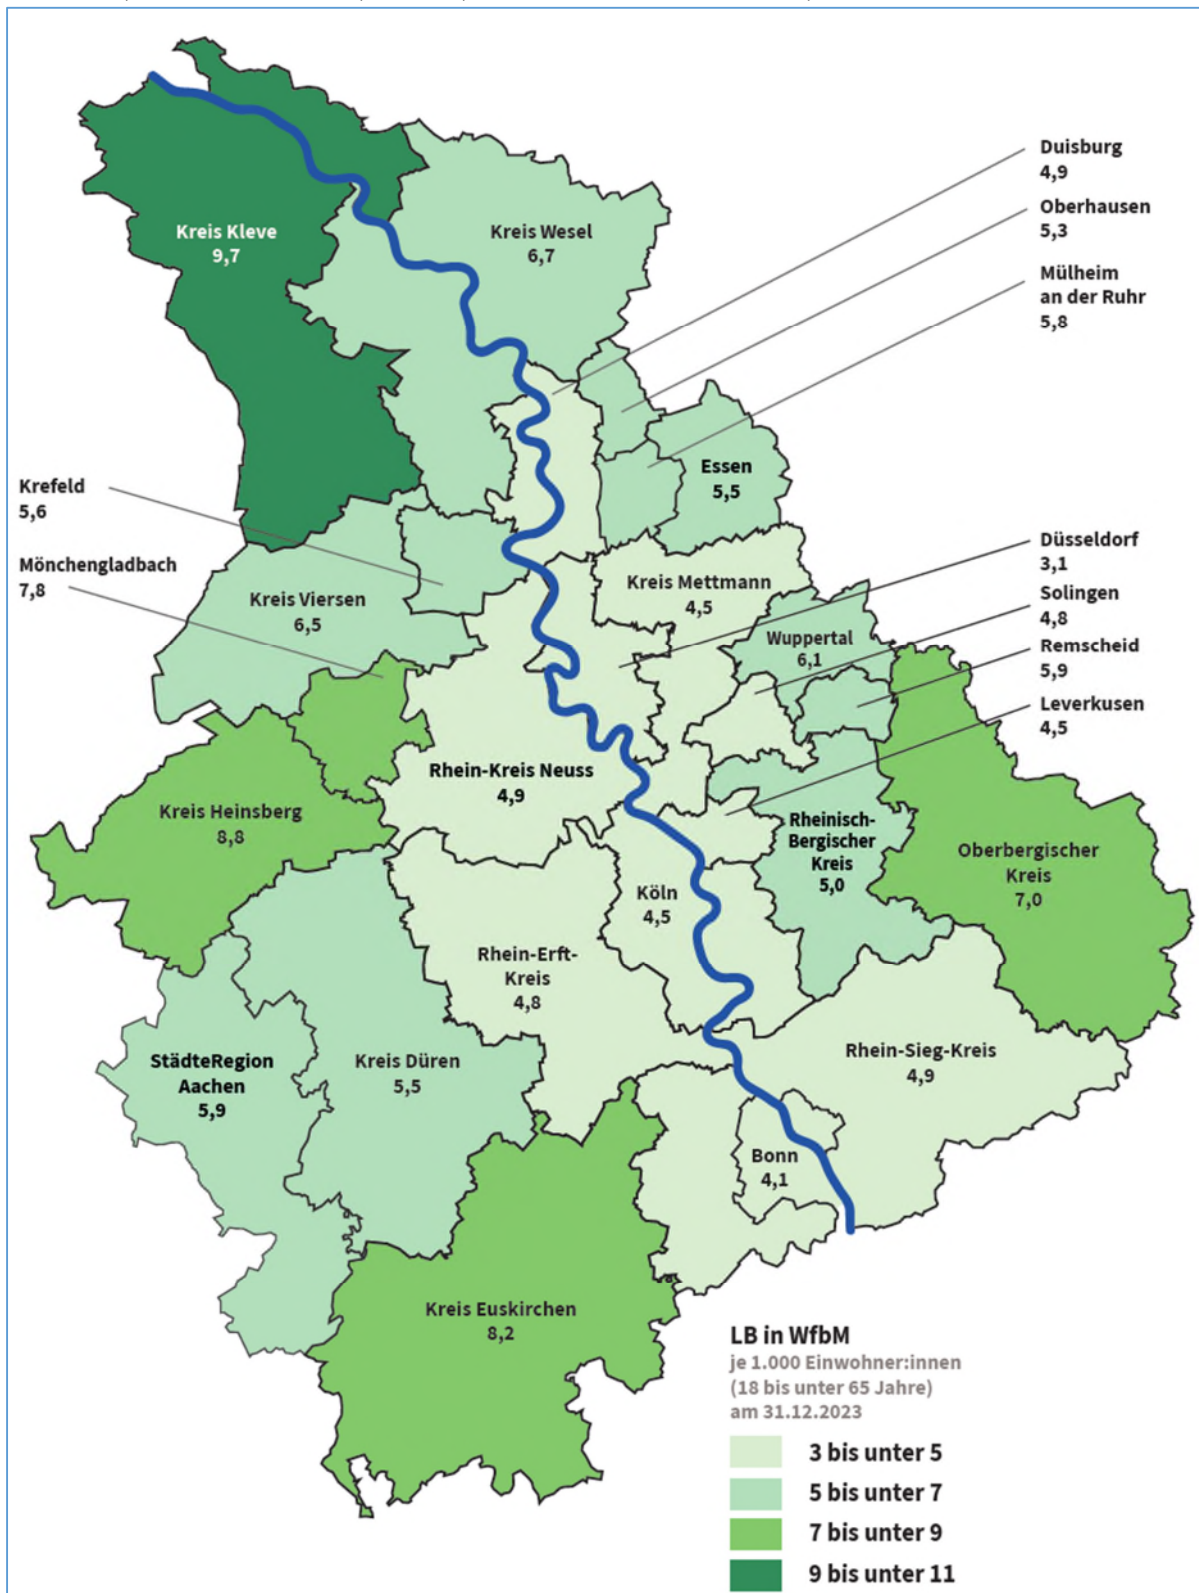 Duisburg
4,9
Oberhausen
5,3
Mülheim
an der Ruhr
5,8
Kreis Kleve
9,7
Kreis Wesel
6,7
Essen
5,5
Krefeld
5,6
Mönchengladbach
7,8
Düsseldorf
3,1
Solingen
4,8
Remscheid
5,9
Leverkusen
4,5
Kreis Viersen
6,5
Kreis Mettmann
4,5
Wuppertal
6,1
Rhein-Kreis Neuss
4,9
Kreis Heinsberg
8,8
Rheinisch-
Bergischer
Kreis
5,0
Oberbergischer
Kreis
7,0
Köln
4,5
Rhein-Erft-
Kreis
4,8
StädteRegion
Aachen
5,9
Kreis Düren
5,5
Rhein-Sieg-Kreis
4,9
Bonn
4,1
Kreis Euskirchen
8,2
LB in WfbM
je 1.000 Einwohner:innen
(18 bis unter 65 Jahre)
am 31.12.2023
3 bis unter 5
5 bis unter 7
7 bis unter 9
9 bis unter 11